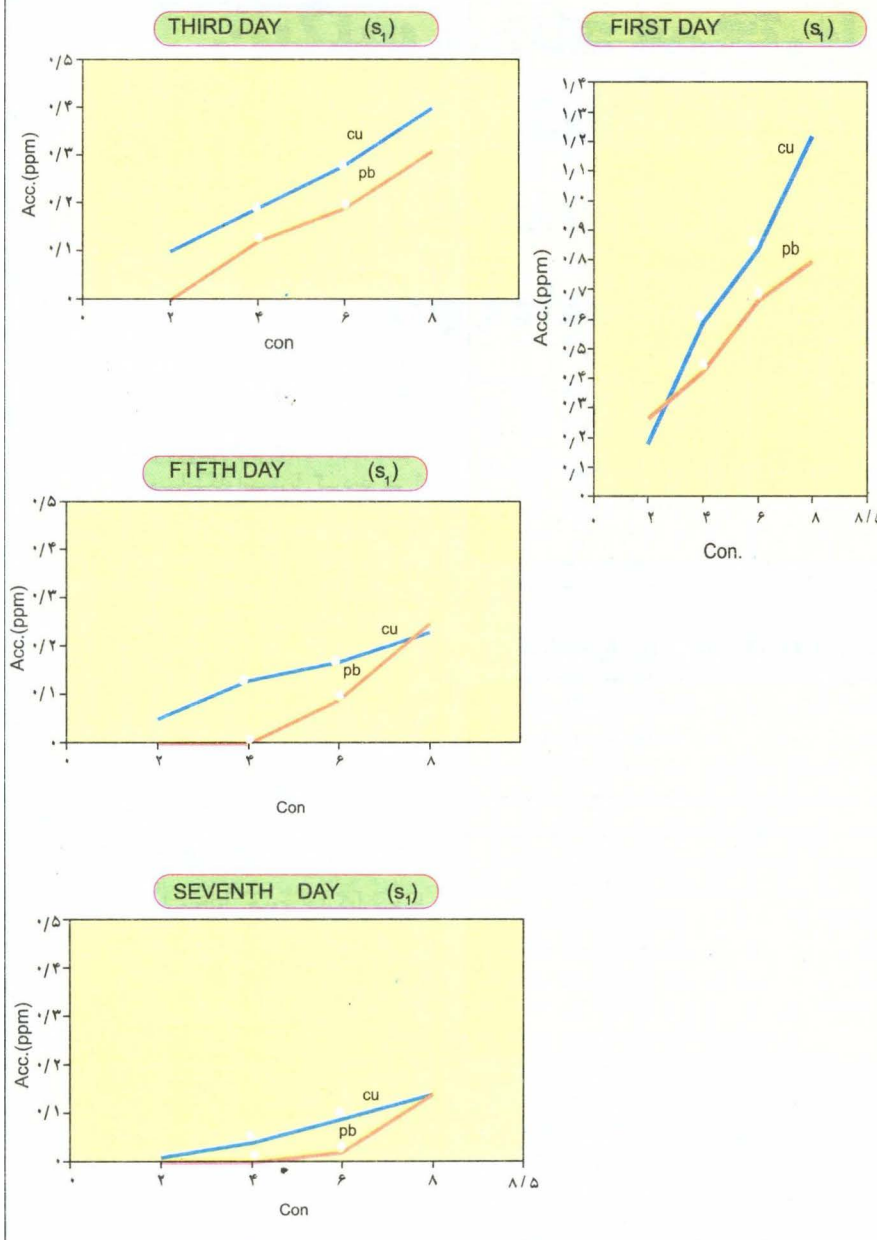 THIRD DAY (s₁)
۰/۵
۰/۴
۰/۳
۰/۲
۰/۱
۰
Acc.(ppm)
cu
pb
۰ ۲ ۴ ۶ ۸
con
FIRST DAY (s₁)
۱٫۴
۱٫۳
۱٫۲
۱٫۱
۱٫۰
۰٫۹
۰/۸
۰/۷
۰/۶
۰/۵
۰/۴
۰/۳
۰/۲
۰/۱
۰
Acc.(ppm)
cu
pb
۰ ۲ ۴ ۶ ۸ ۸/۵
Con.
FIFTH DAY (s₁)
۰/۵
۰/۴
۰/۳
۰/۲
۰/۱
۰
Acc.(ppm)
cu
pb
۰ ۲ ۴ ۶ ۸
Con
SEVENTH DAY (s₁)
۰/۵
۰/۴
۰/۳
۰/۲
۰/۱
۰
Acc.(ppm)
cu
pb
۰ ۲ ۴ ۶ ۸ ۸/۵
Con